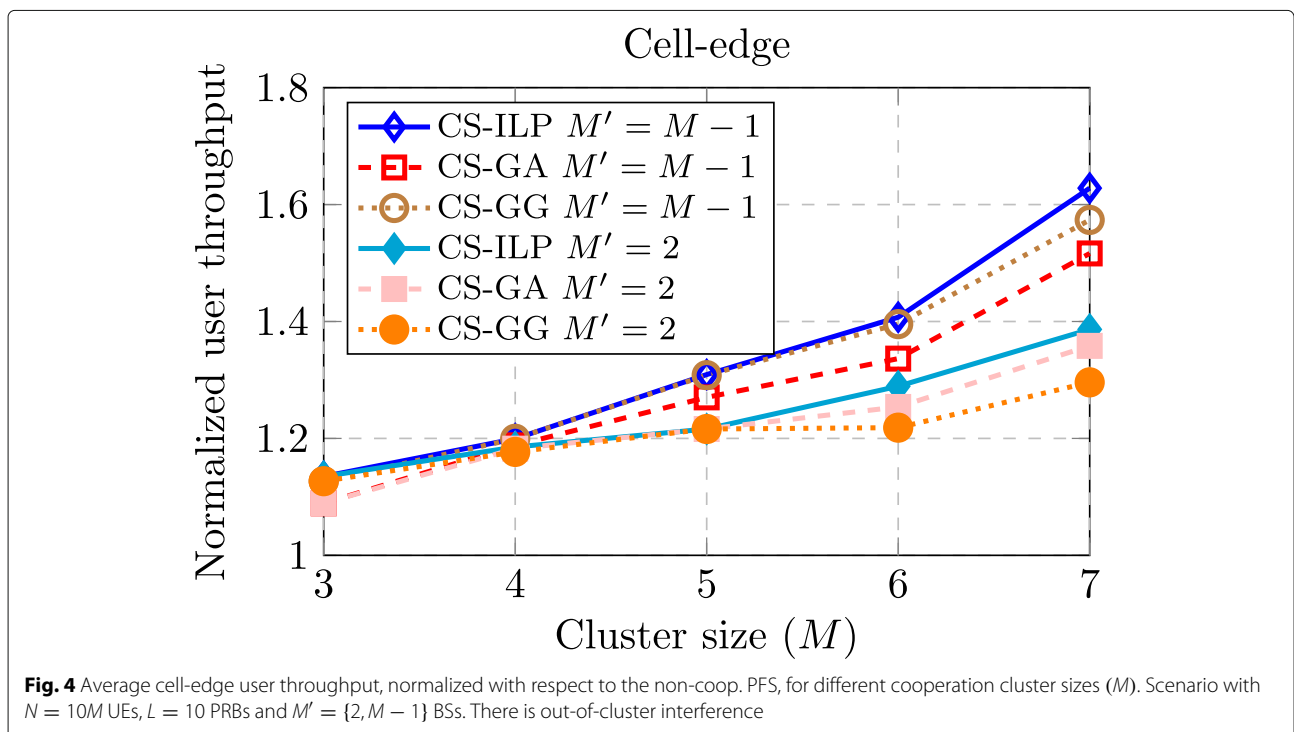 Cell-edge
Normalized user throughput
1.8
1.6
1.4
1.2
1
CS-ILP M′ = M − 1
CS-GA M′ = M − 1
CS-GG M′ = M − 1
CS-ILP M′ = 2
CS-GA M′ = 2
CS-GG M′ = 2
3 4 5 6 7
Cluster size (M)
Fig. 4 Average cell-edge user throughput, normalized with respect to the non-coop. PFS, for different cooperation cluster sizes (M). Scenario with
N = 10M UEs, L = 10 PRBs and M′ = {2, M − 1} BSs. There is out-of-cluster interference